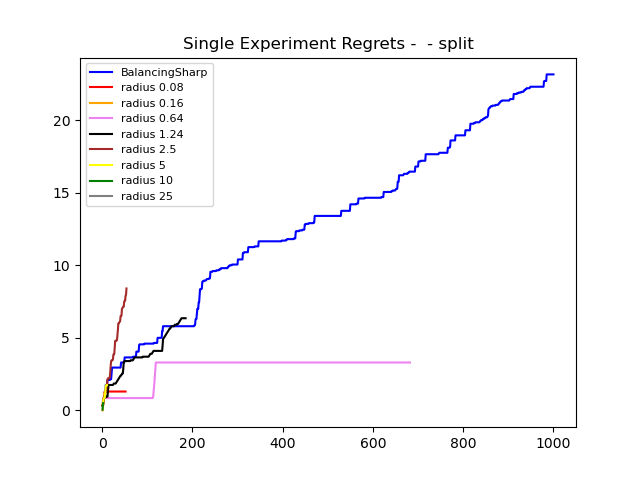 Single Experiment Regrets -  - split
BalancingSharp
radius 0.08
radius 0.16
radius 0.64
radius 1.24
radius 2.5
radius 5
radius 10
radius 25
20
15
10
5
0
0 200 400 600 800 1000